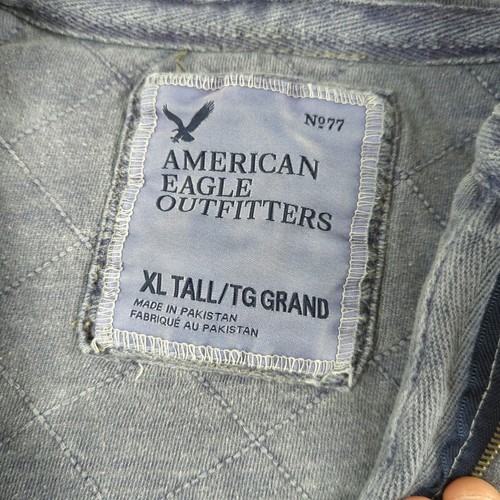 Nº77
AMERICAN
EAGLE
OUTFITTERS
XL TALL/TG GRAND
MADE IN PAKISTAN
FABRIQUÉ AU PAKISTAN